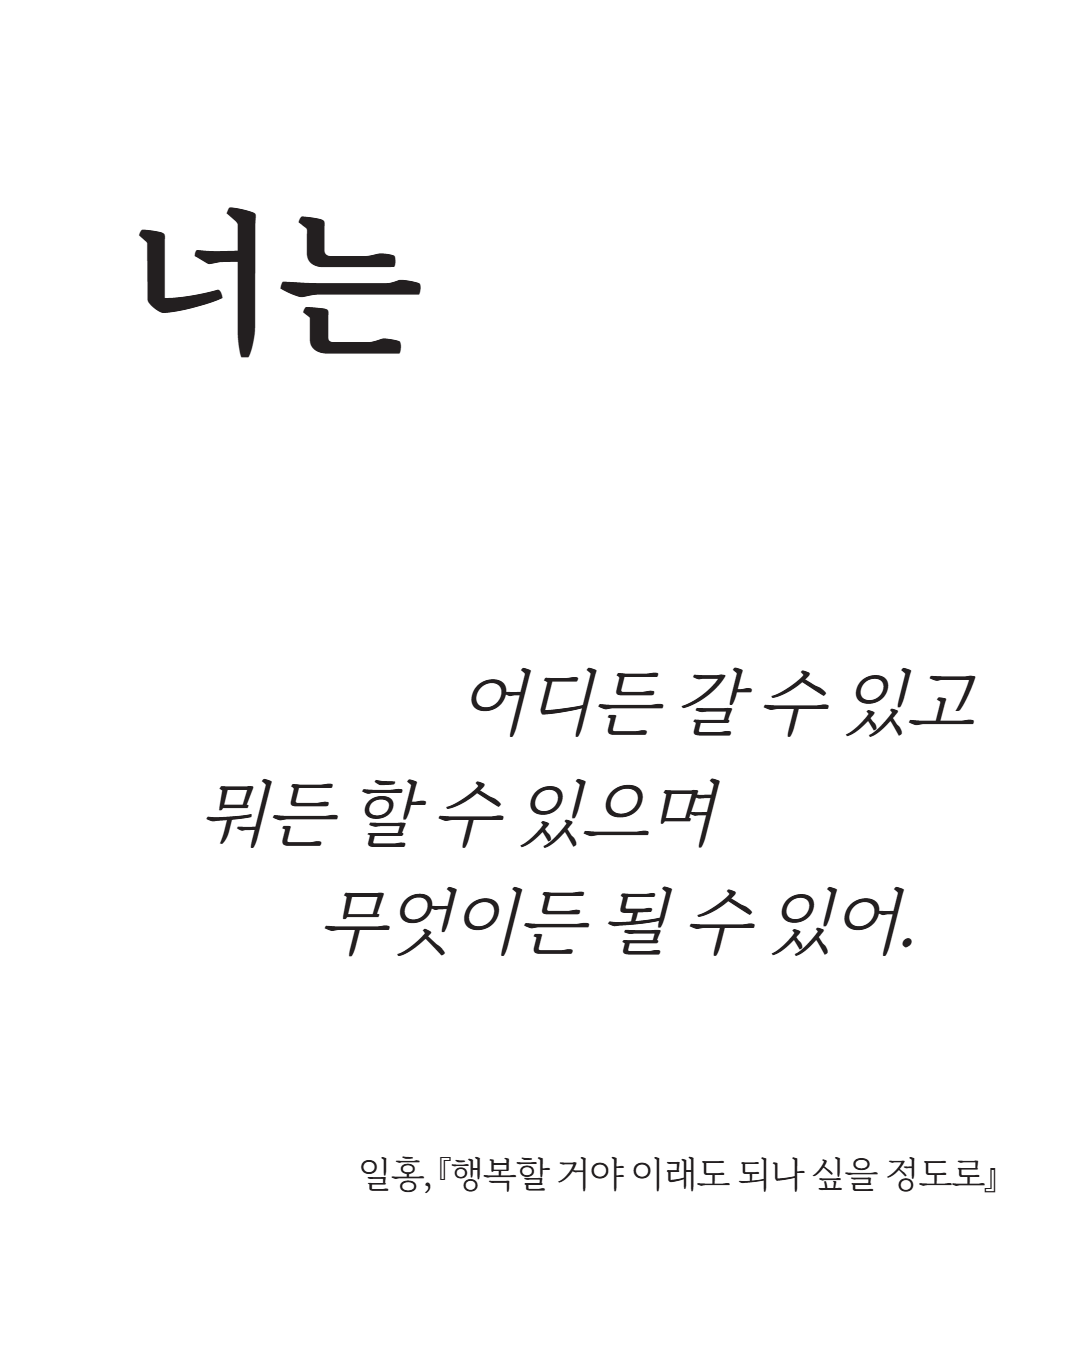 너는
어디든 갈 수 있고
뭐든 할 수 있으며
무엇이든 될 수 있어.
일홍, 『행복할 거야 이래도 되나 싶을 정도로』